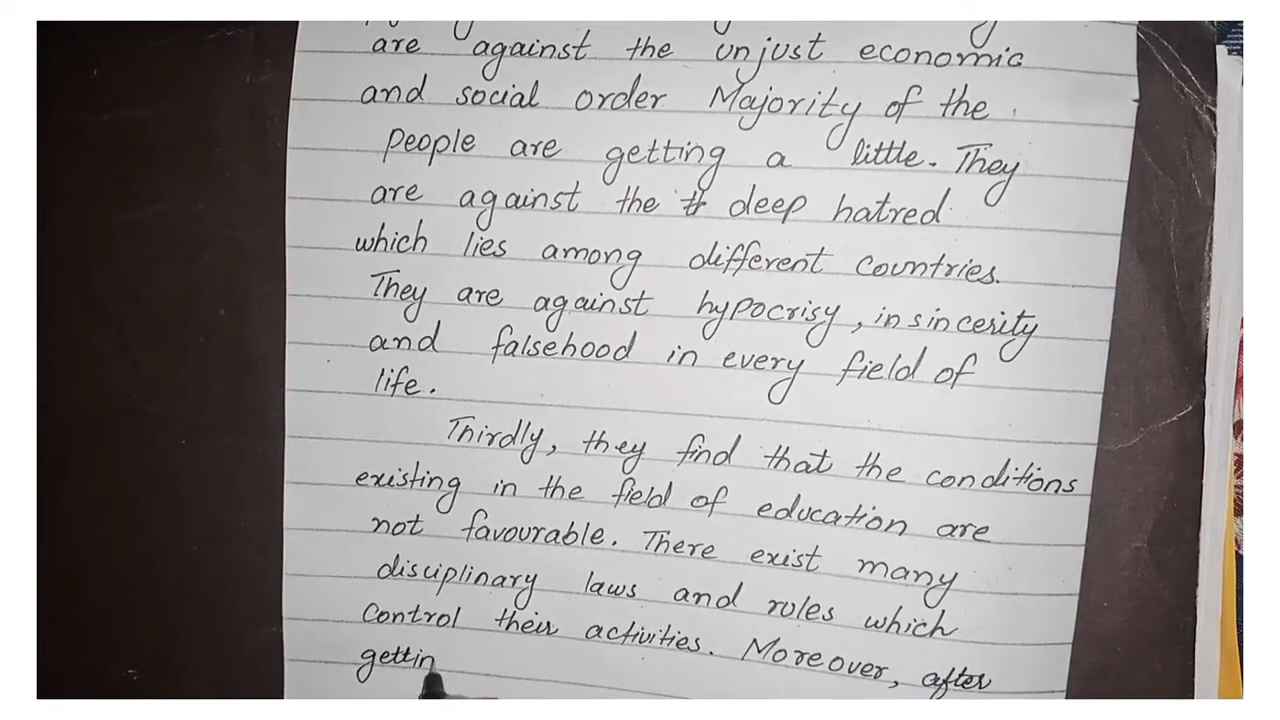 are against the unjust economic
and social order Majority of the
people are getting a little. They
are against the deep hatred
which lies among different countries.
They are against hypocrisy, insincerity
and falsehood in every field of
life.
Thirdly, they find that the conditions
existing in the field of education are
not favourable. There exist many
disciplinary laws and rules which
control their activities. Moreover, after
gettin